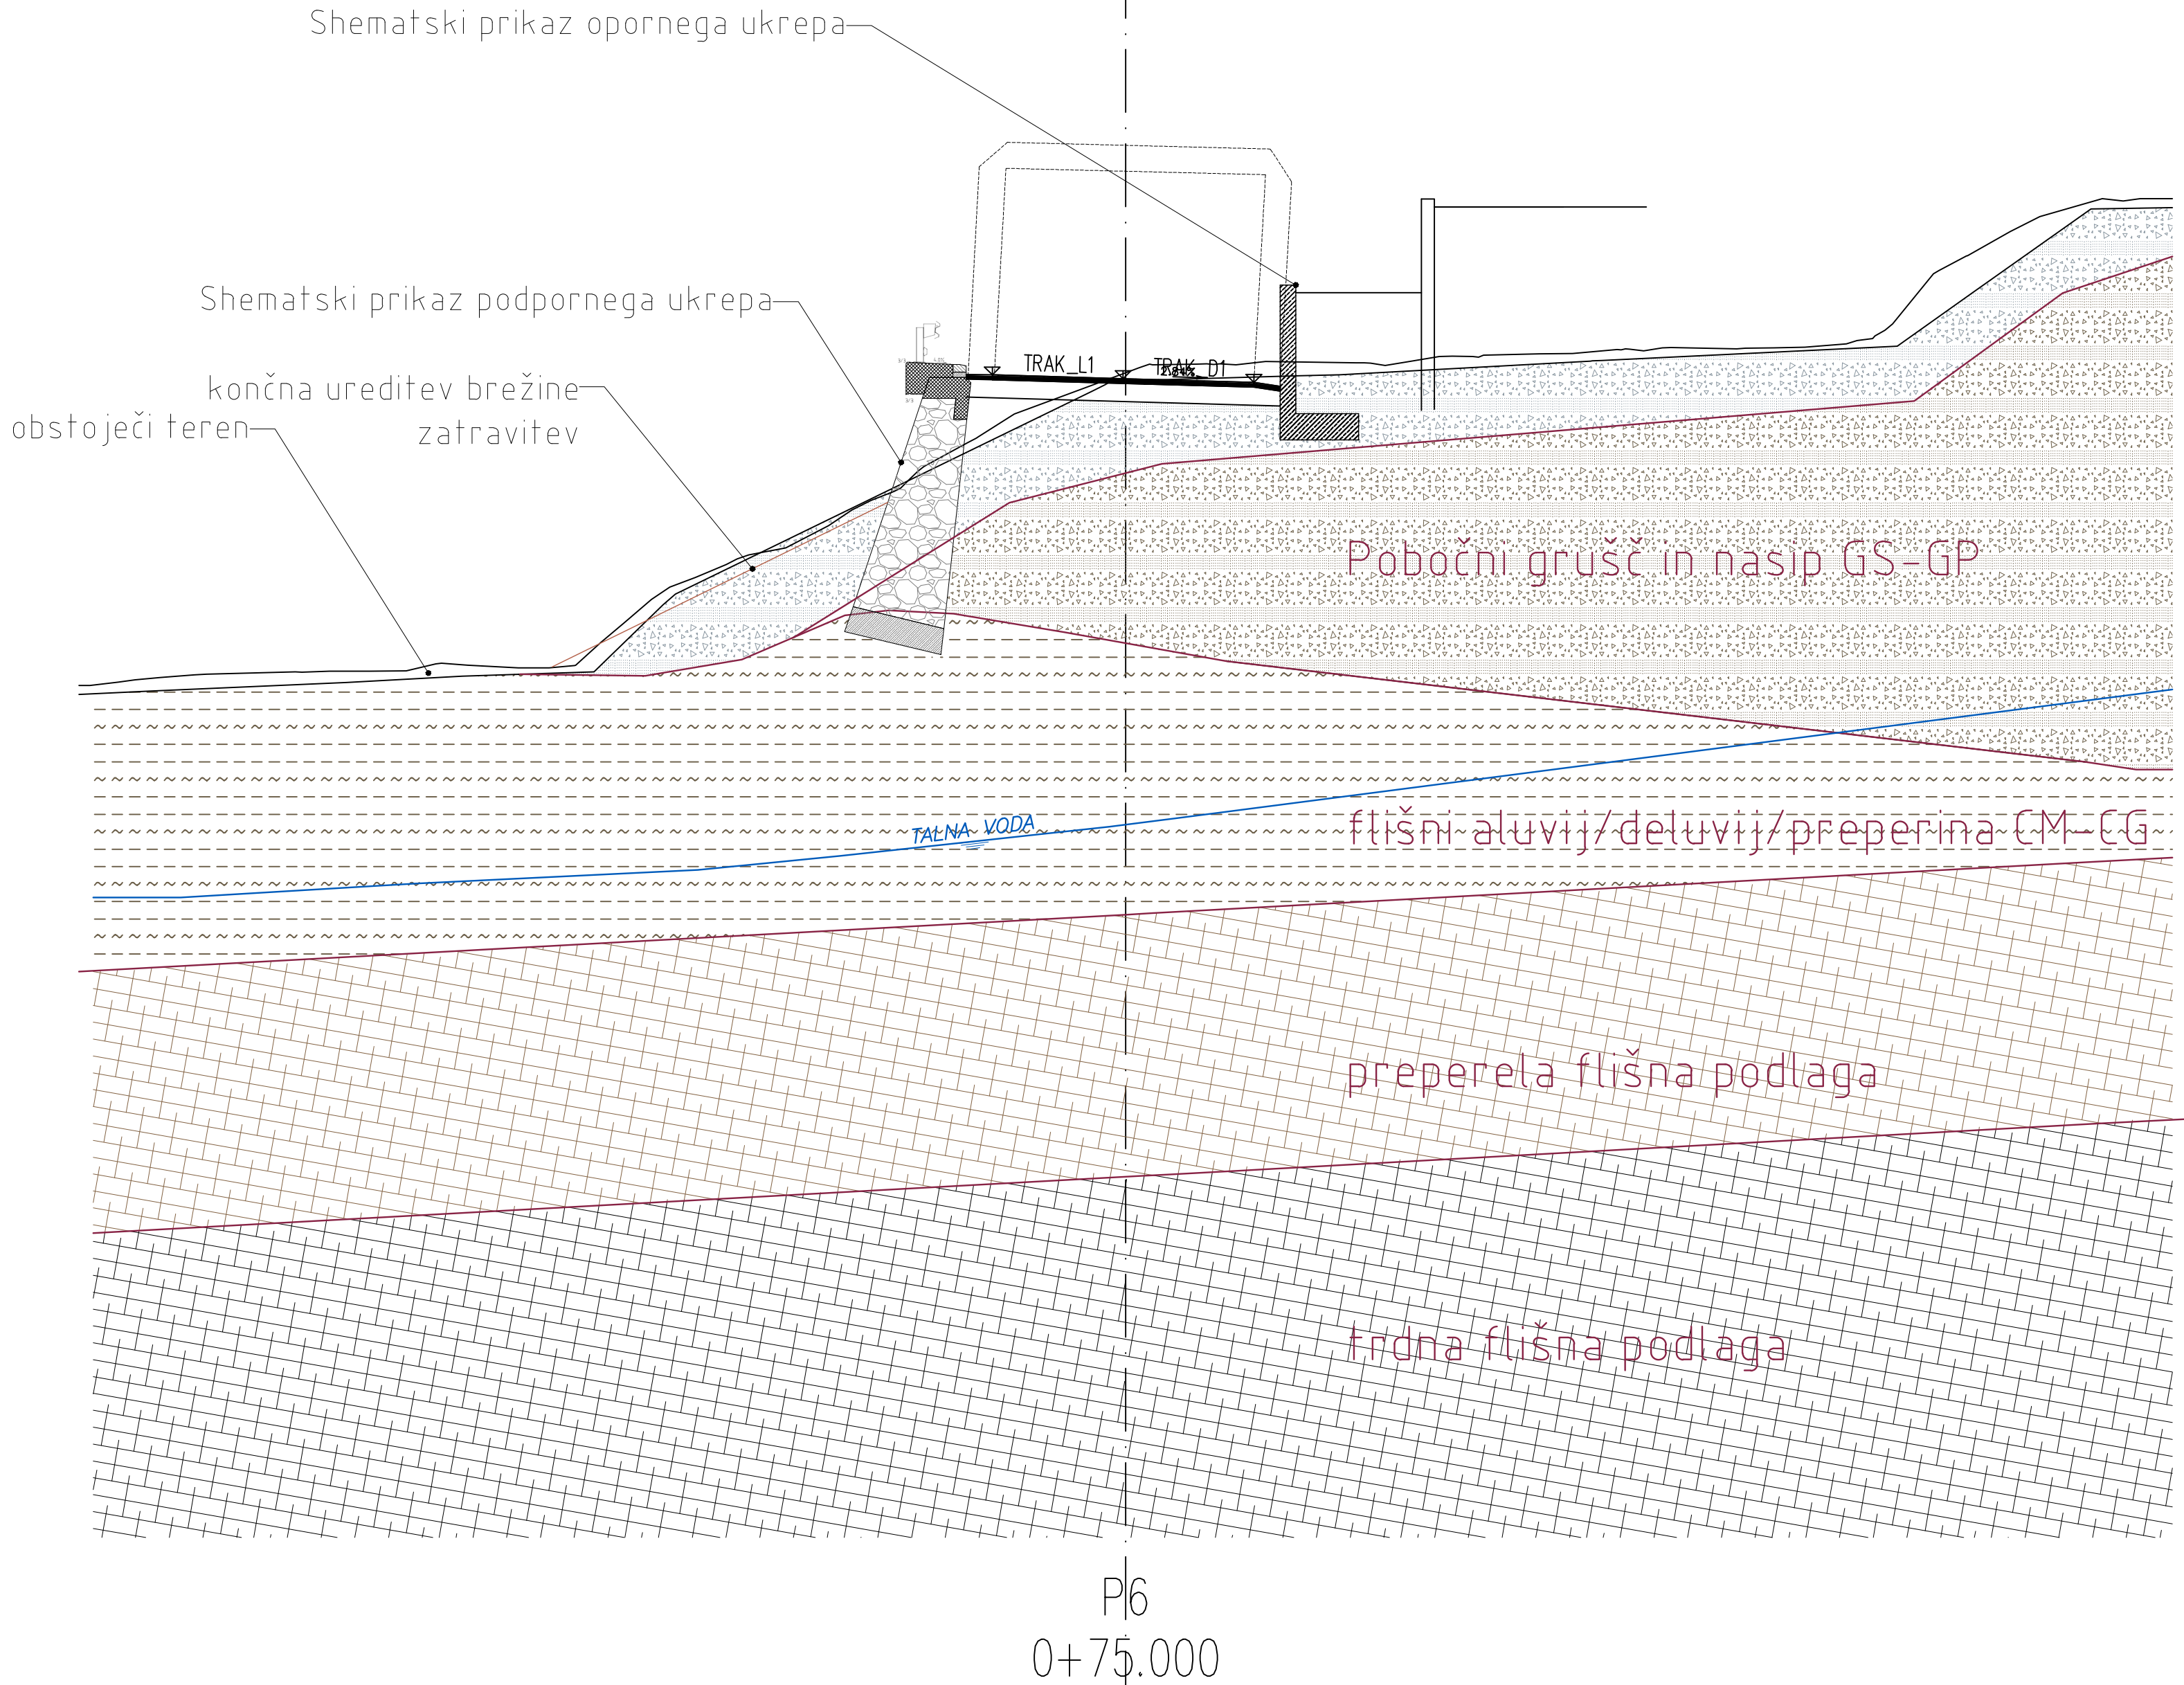 Shematski prikaz opornega ukrepa
Shematski prikaz podpornega ukrepa
končna ureditev brežine
zatravitev
obstoječi teren
TRAK_L1
TRAK_D1
Pobočni grušč in nasip GS-GP
TALNA VODA
flišni aluvij/deluvij/preperina CM-CG
preperela flišna podlaga
trdna flišna podlaga
P6
0+75.000